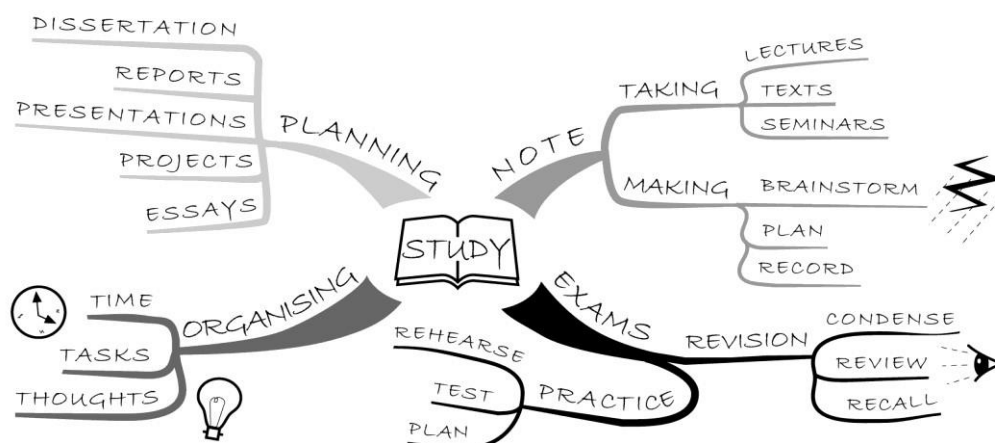 STUDY
PLANNING
DISSERTATION
REPORTS
PRESENTATIONS
PROJECTS
ESSAYS
NOTE
TAKING
LECTURES
TEXTS
SEMINARS
MAKING
BRAINSTORM
PLAN
RECORD
ORGANISING
TIME
TASKS
THOUGHTS
EXAMS
REVISION
CONDENSE
REVIEW
RECALL
PRACTICE
REHEARSE
TEST
PLAN